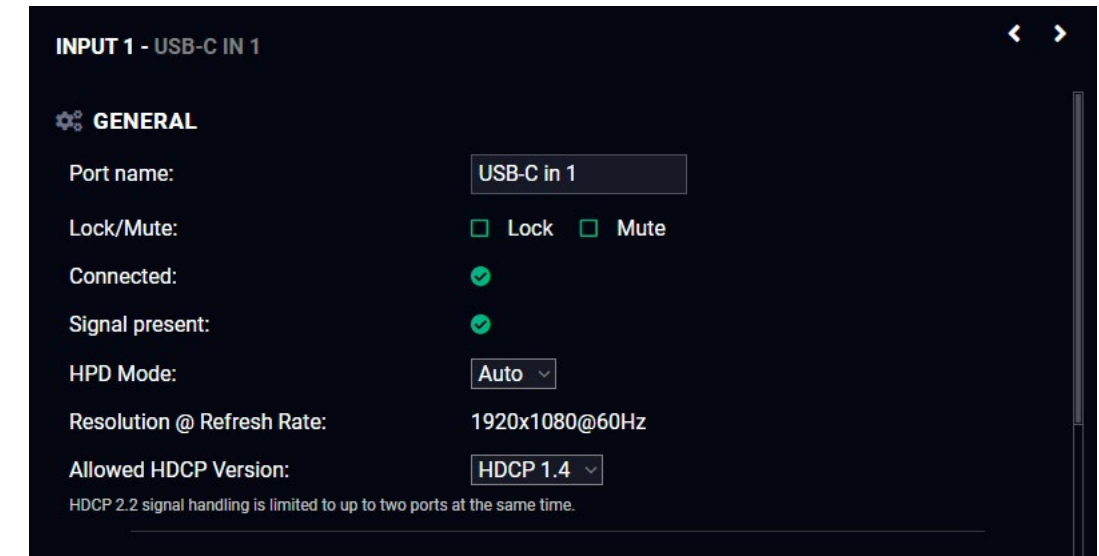 INPUT 1 - USB-C IN 1
GENERAL
Port name: USB-C in 1
Lock/Mute: Lock Mute
Connected:
Signal present:
HPD Mode: Auto
Resolution @ Refresh Rate: 1920x1080@60Hz
Allowed HDCP Version: HDCP 1.4
HDCP 2.2 signal handling is limited to up to two ports at the same time.